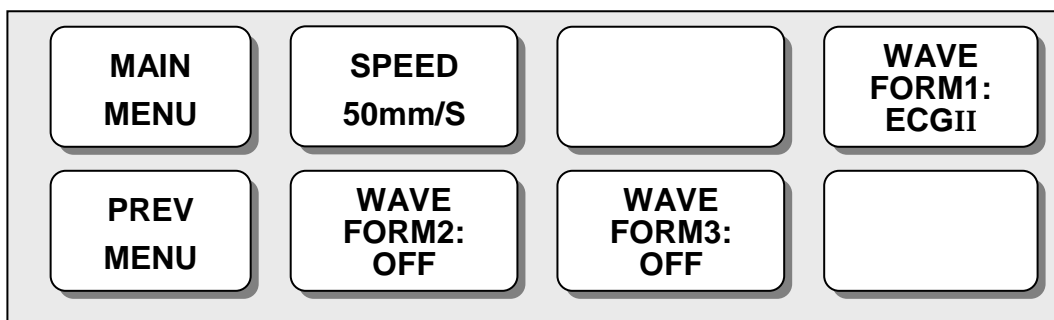 MAIN
MENU
SPEED
50mm/S
WAVE
FORM1:
ECGII
PREV
MENU
WAVE
FORM2:
OFF
WAVE
FORM3:
OFF